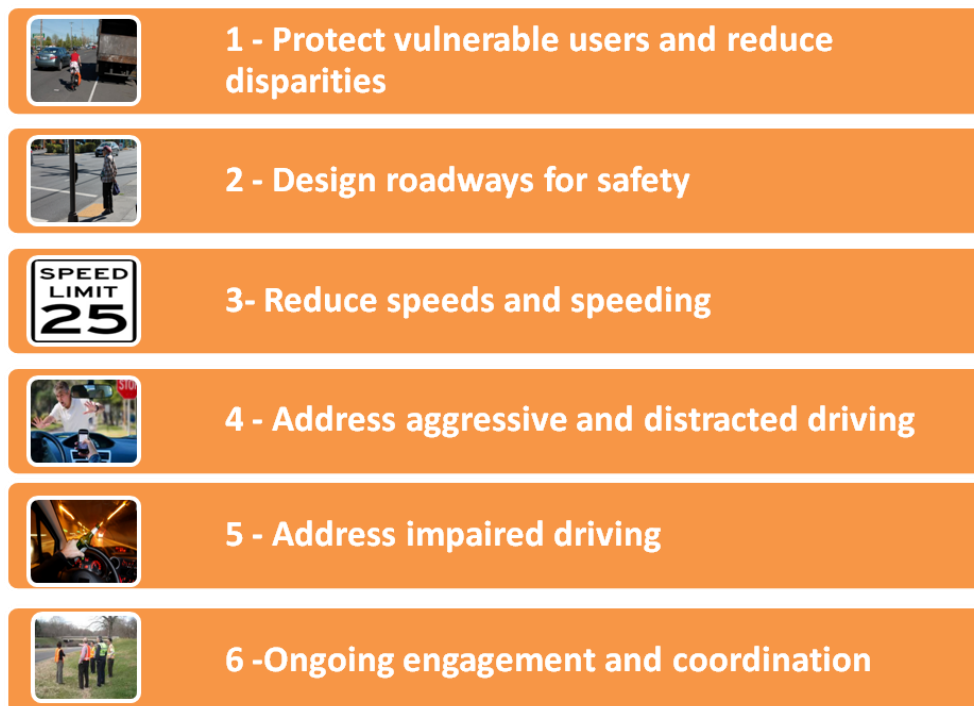 1 - Protect vulnerable users and reduce
disparities
2 - Design roadways for safety
SPEED
LIMIT
25
3- Reduce speeds and speeding
STOP
4 - Address aggressive and distracted driving
5 - Address impaired driving
6 -Ongoing engagement and coordination